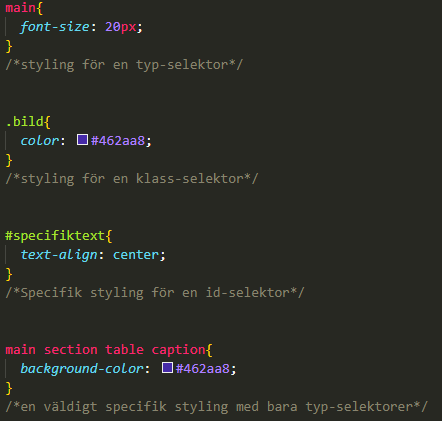 main{
font-size: 20px;
}
/*styling för en typ-selektor*/
.bild{
color: #462aa8;
}
/*styling för en klass-selektor*/
#specifiktext{
text-align: center;
}
/*Specifik styling för en id-selektor*/
main section table caption{
background-color: #462aa8;
}
/*en väldigt specifik styling med bara typ-selektorer*/